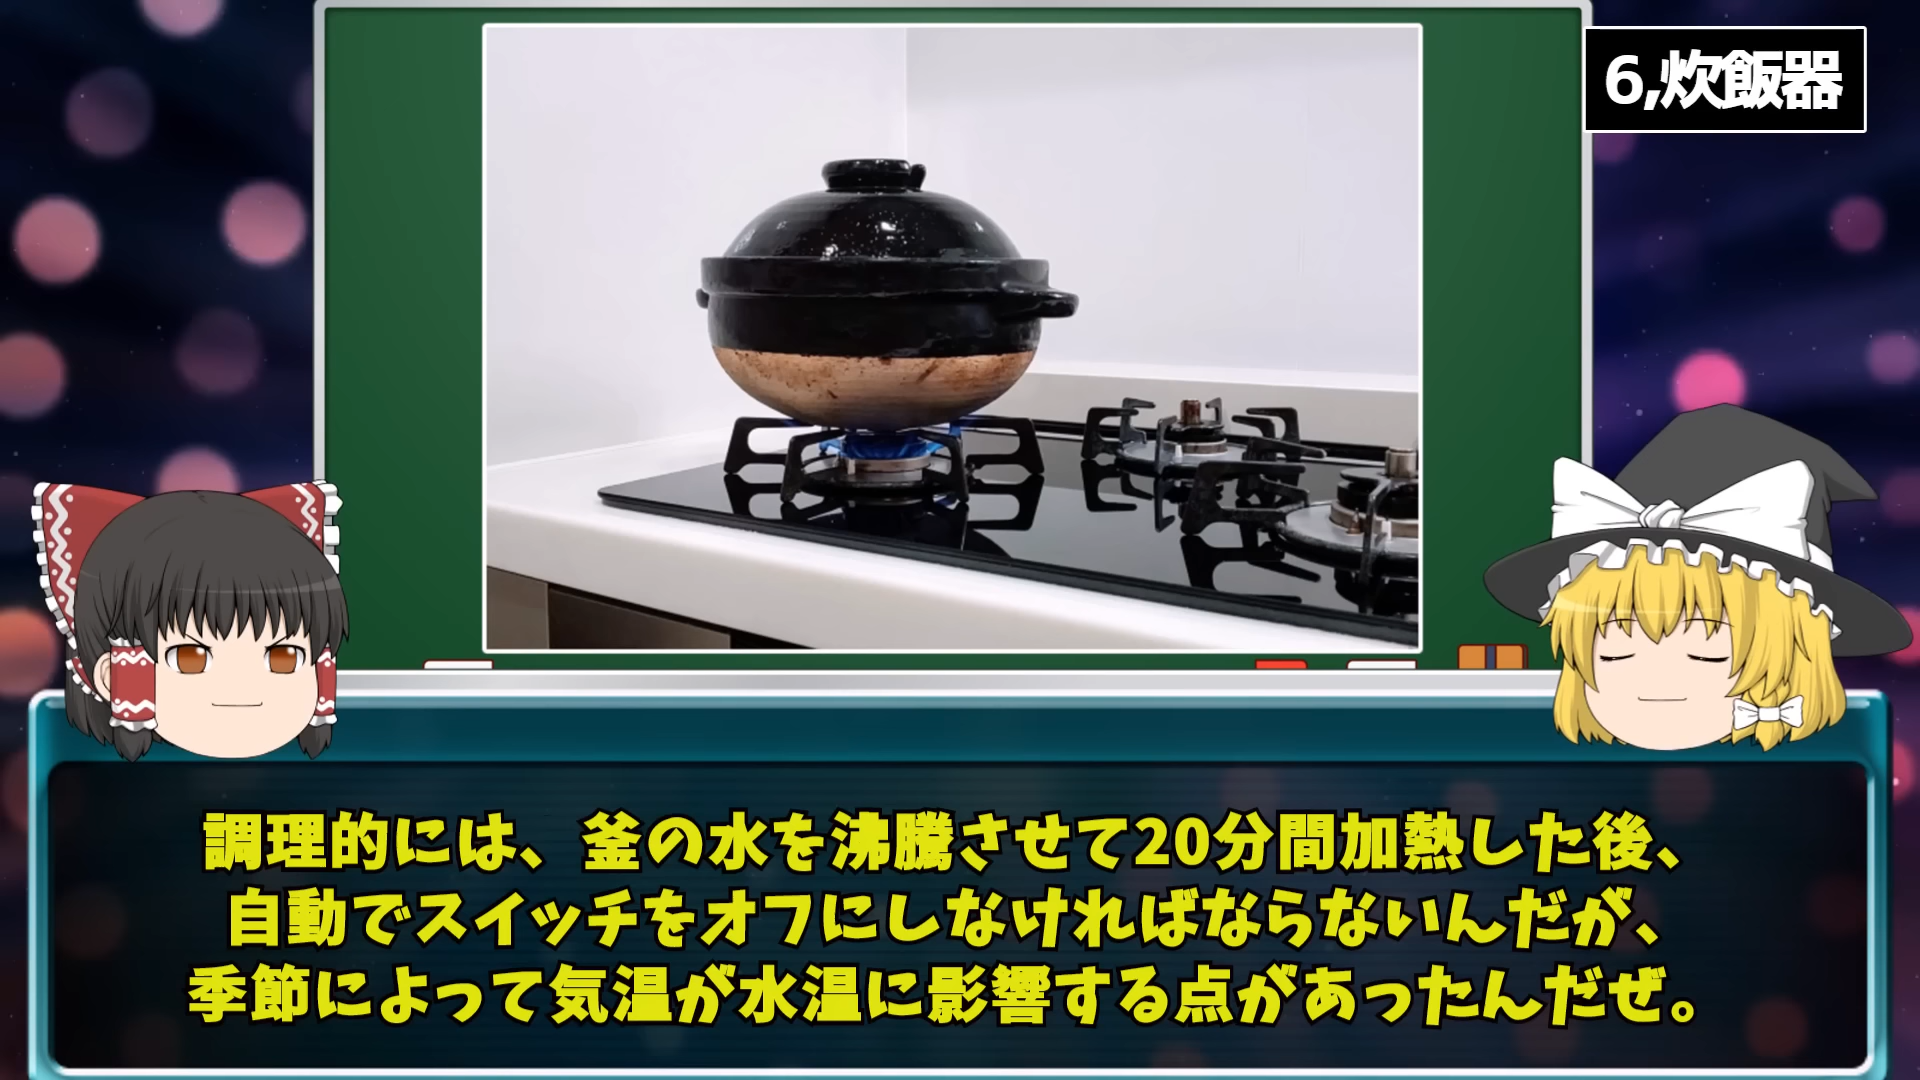 6,炊飯器
調理的には、釜の水を沸騰させて20分間加熱した後、
自動でスイッチをオフにしなければならないんだが、
季節によって気温が水温に影響する点があったんだぜ。